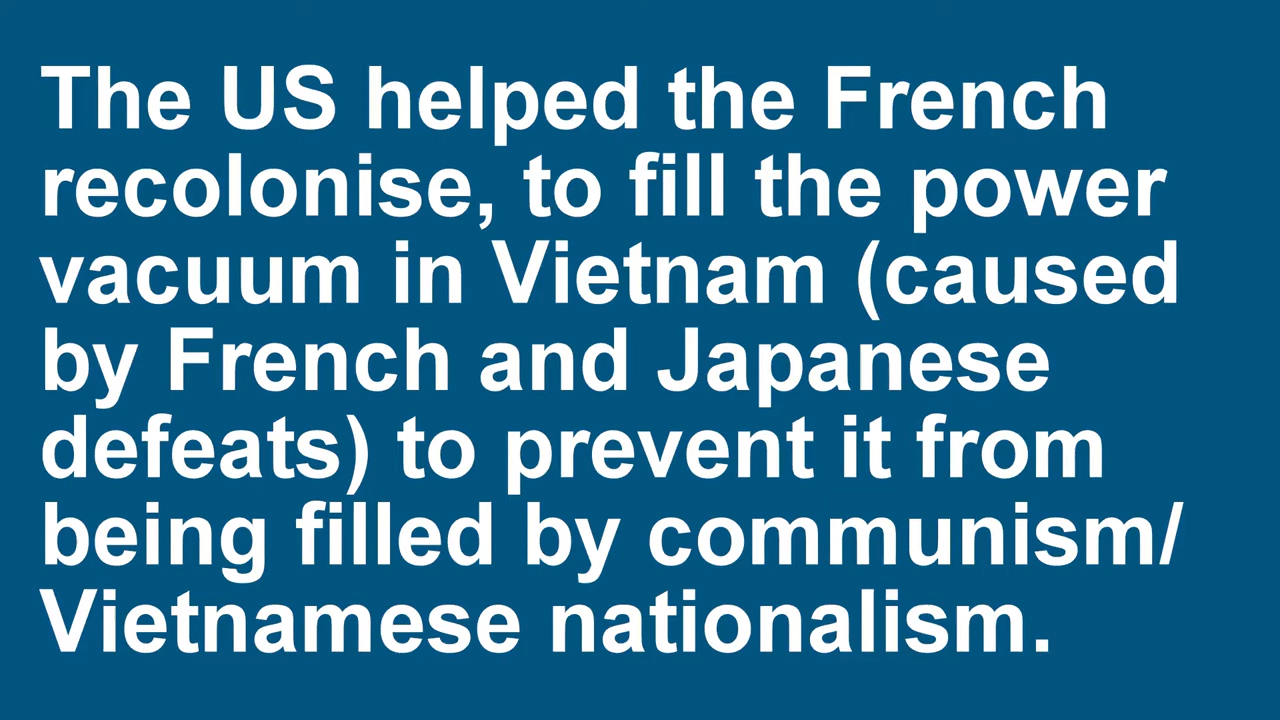 The US helped the French
recolonise, to fill the power
vacuum in Vietnam (caused
by French and Japanese
defeats) to prevent it from
being filled by communism/
Vietnamese nationalism.